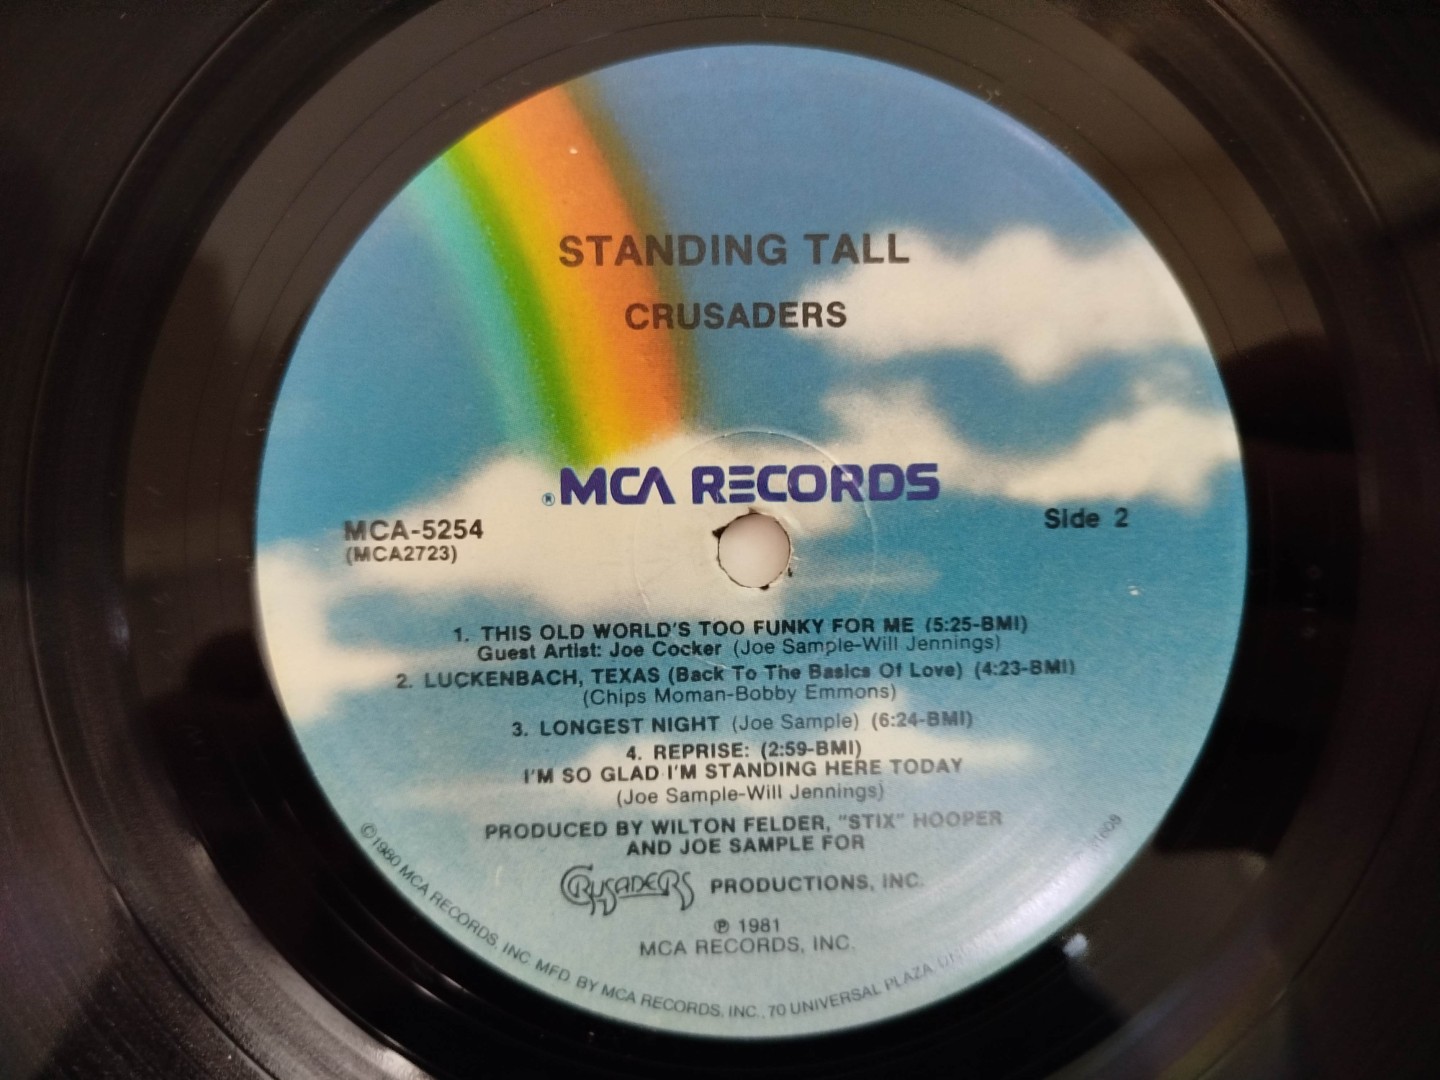 STANDING TALL
CRUSADERS
® MCA RECORDS
MCA-5254
(MCA2723)
Side 2
1. THIS OLD WORLD'S TOO FUNKY FOR ME (5:25-BMI)
Guest Artist: Joe Cocker (Joe Sample-Will Jennings)
2. LUCKENBACH, TEXAS (Back To The Basics Of Love) (4:23-BMI)
(Chips Moman-Bobby Emmons)
3. LONGEST NIGHT (Joe Sample) (6:24-BMI)
4. REPRISE: (2:59-BMI)
I'M SO GLAD I'M STANDING HERE TODAY
(Joe Sample-Will Jennings)
PRODUCED BY WILTON FELDER, "STIX" HOOPER
AND JOE SAMPLE FOR
CRUSADERS PRODUCTIONS, INC.
℗ 1981
MCA RECORDS, INC.
©1980 MCA RECORDS, INC. MFD. BY MCA RECORDS, INC., 70 UNIVERSAL PLAZA,